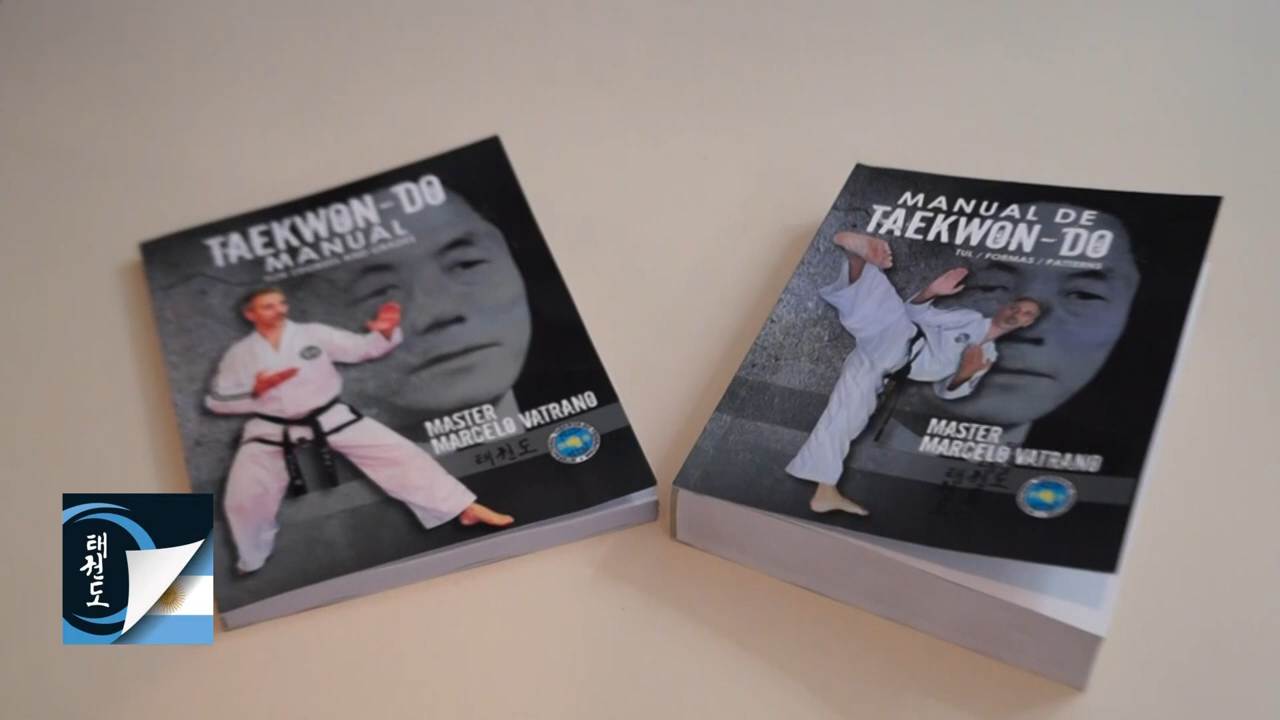 TAEKWON-DO
MANUAL
MASTER
MARCELO VATRANO
태권도
MANUAL DE
TAEKWON-DO
TUL / FORMAS / PATTERNS
MASTER
MARCELO VATRANO
태권도
태권도